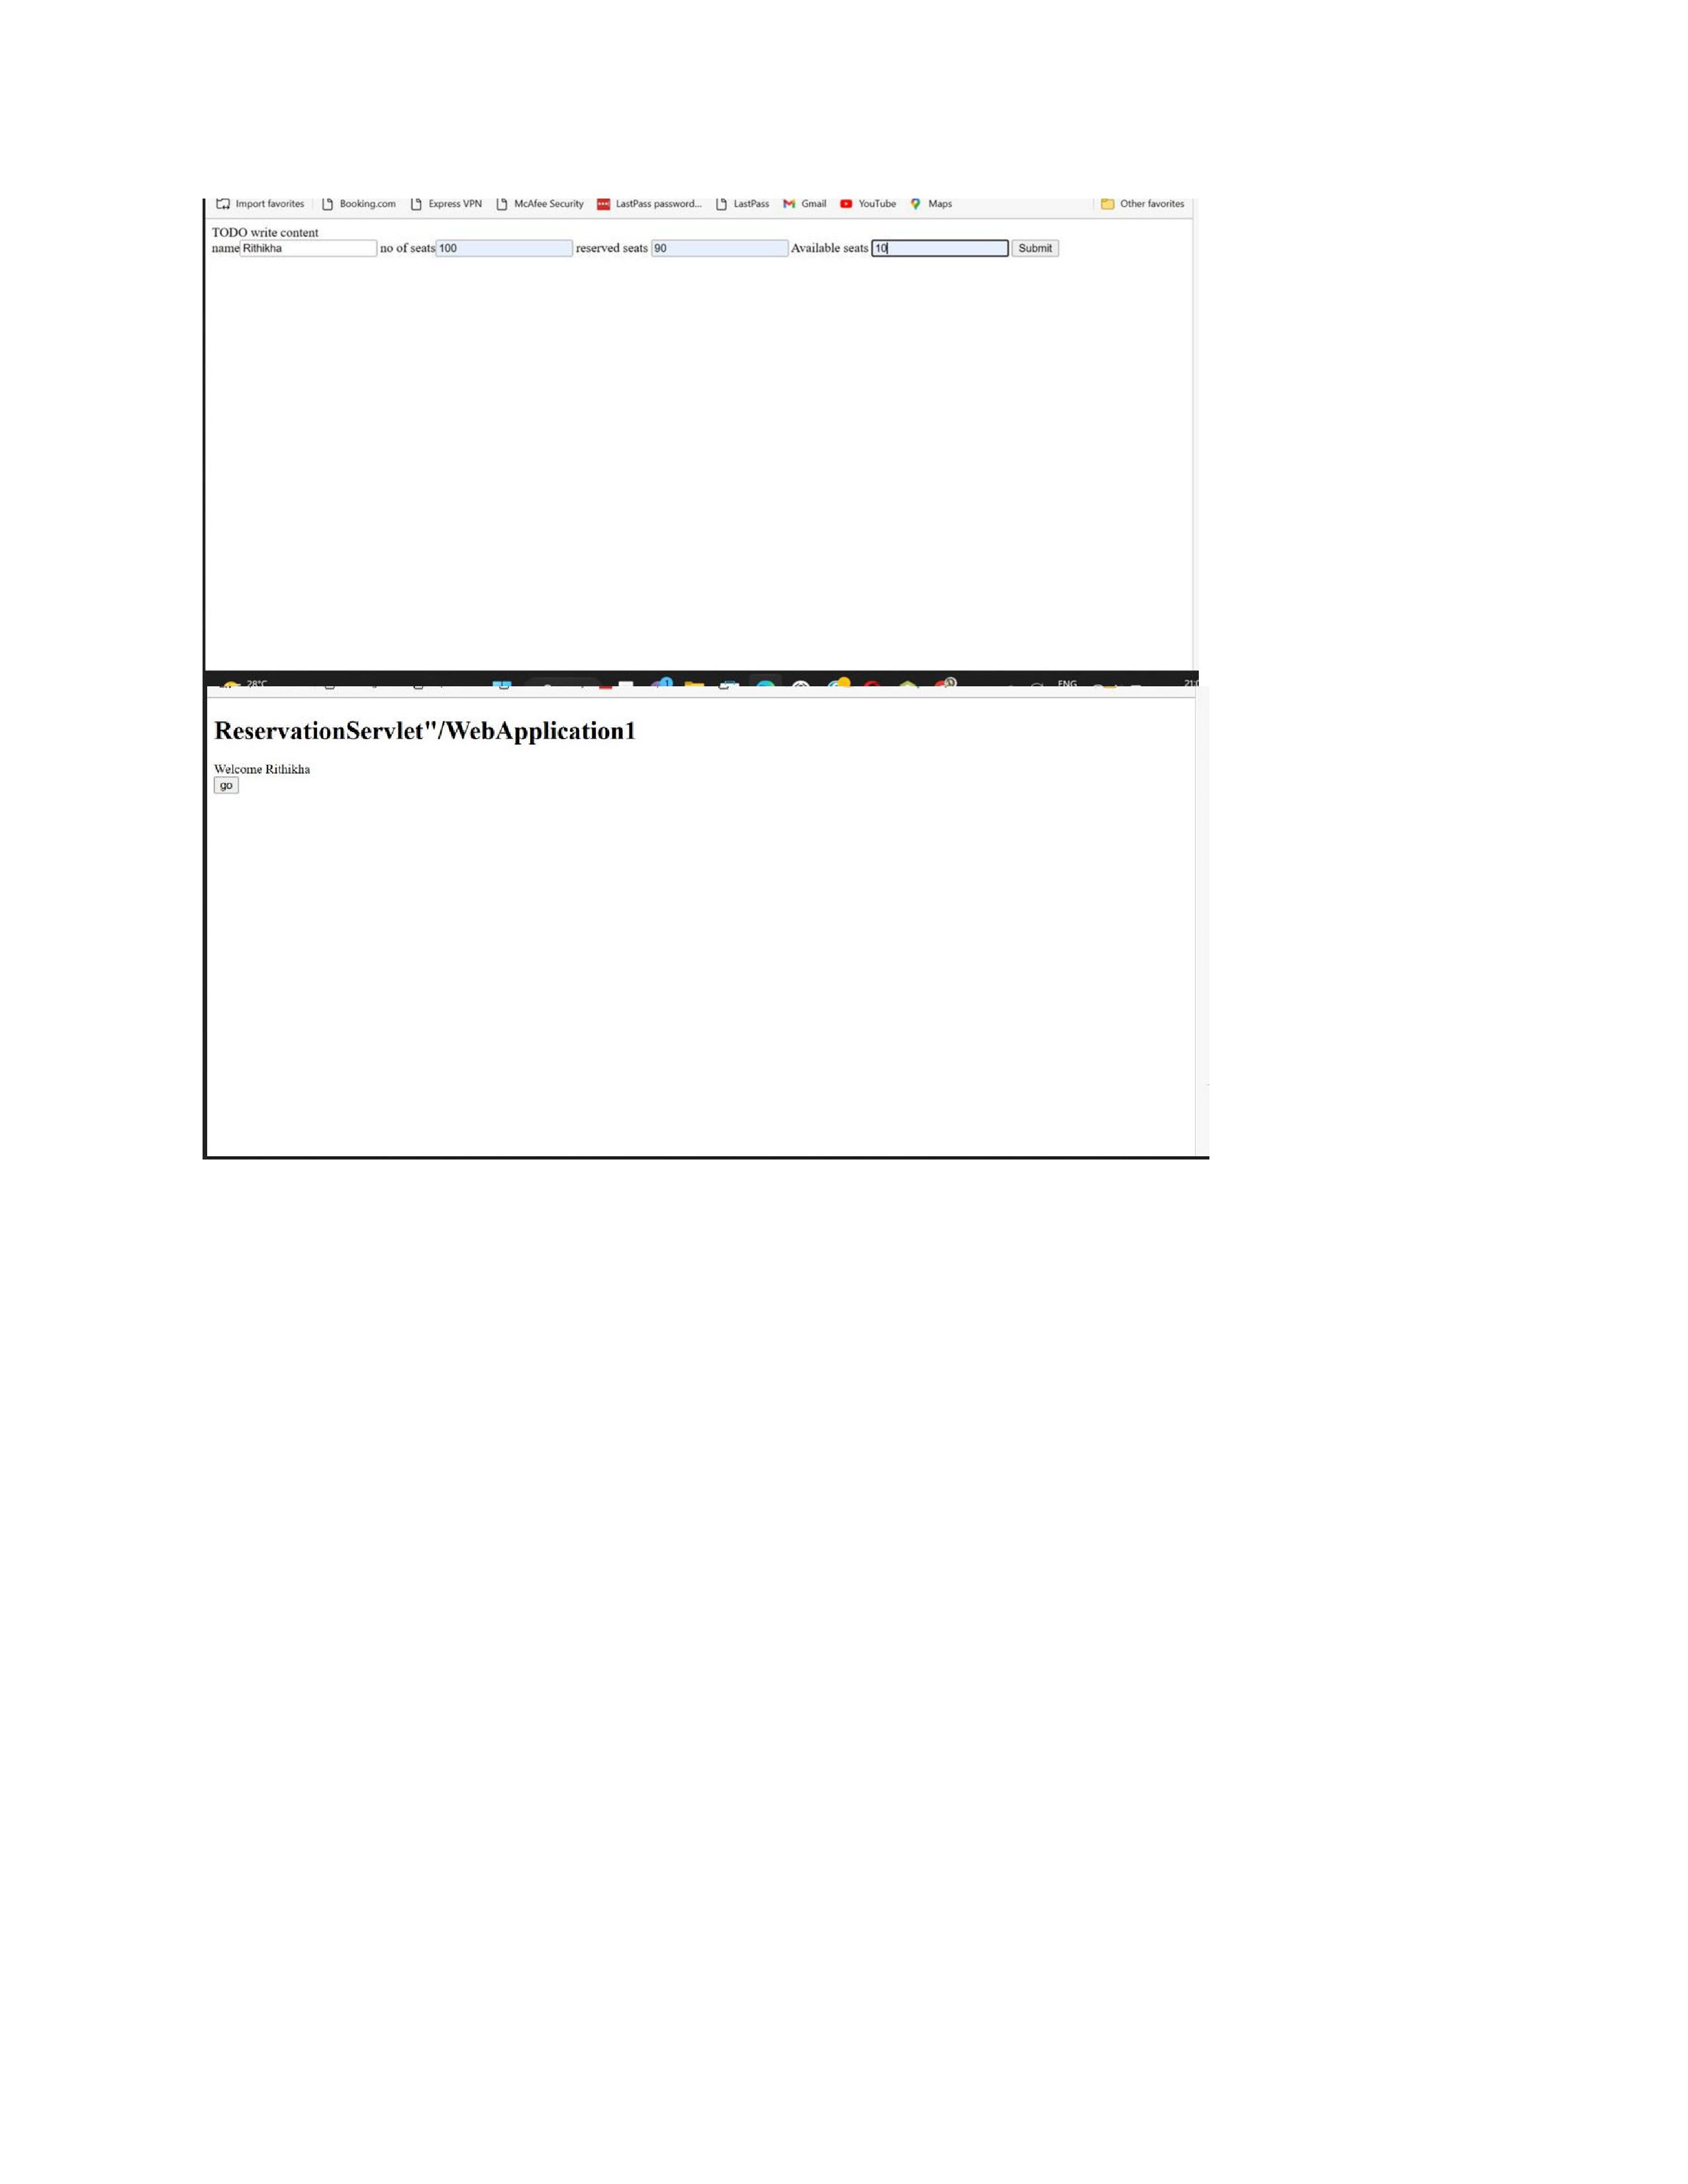 Import favorites Booking.com Express VPN McAfee Security LastPass password... LastPass Gmail YouTube Maps Other favorites
TODO write content
name Rithikha no of seats 100 reserved seats 90 Available seats 10 Submit
28°C ENG
ReservationServlet"/WebApplication1
Welcome Rithikha
go